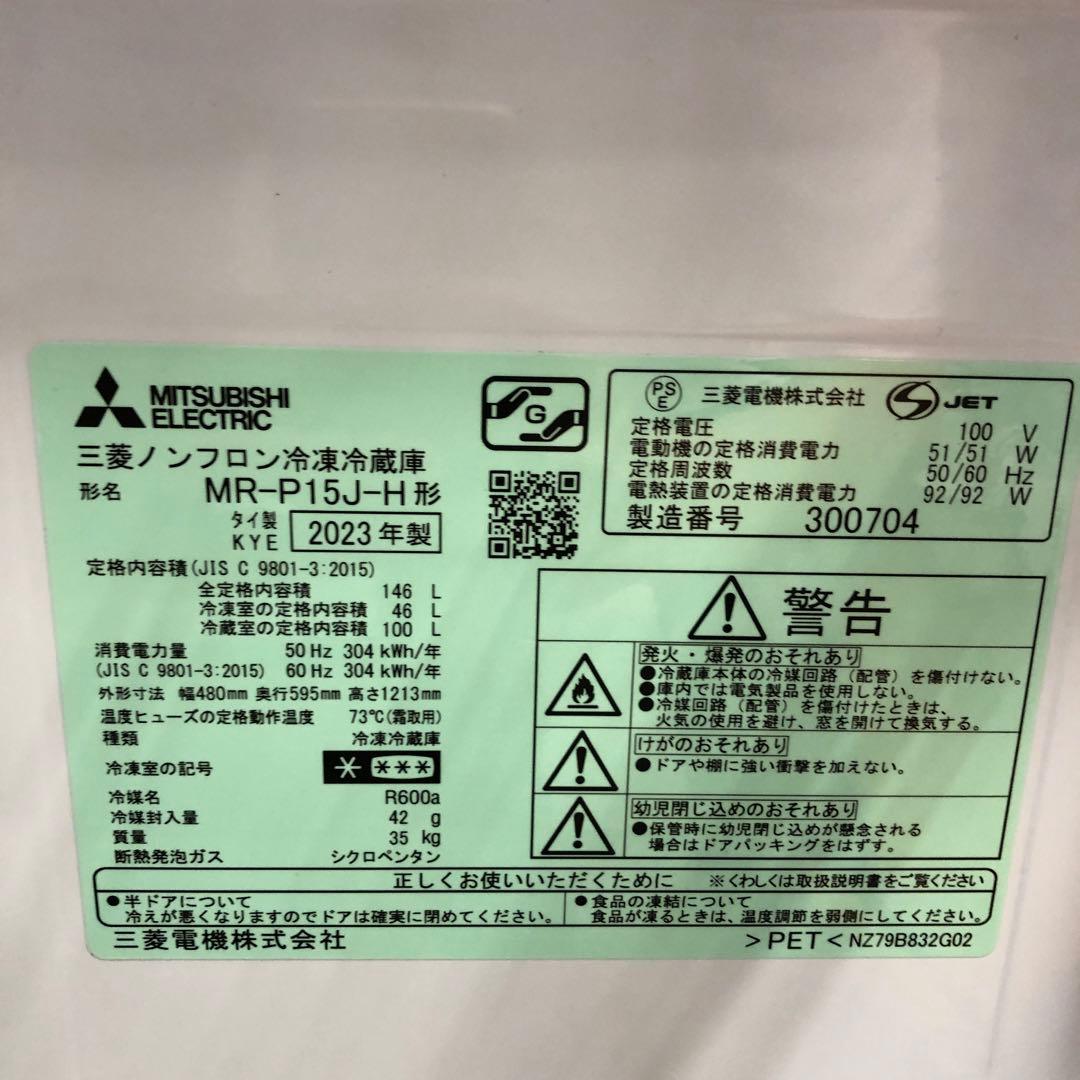 MITSUBISHI
ELECTRIC
三菱ノンフロン冷凍冷蔵庫
形名 MR-P15J-H形
タイ製
KYE 2023年製
定格内容積(JIS C 9801-3:2015)
全定格内容積 146 L
冷凍室の定格内容積 46 L
冷蔵室の定格内容積 100 L
消費電力量 50 Hz 304 kWh/年
(JIS C 9801-3:2015) 60 Hz 304 kWh/年
外形寸法 幅480mm 奥行595mm 高さ1213mm
温度ヒューズの定格動作温度 73℃(霜取用)
種類 冷凍冷蔵庫
冷凍室の記号 * ***
冷媒名 R600a
冷媒封入量 42 g
質量 35 kg
断熱発泡ガス シクロペンタン
G
PS
E 三菱電機株式会社 S JET
定格電圧 100 V
電動機の定格消費電力 51/51 W
定格周波数 50/60 Hz
電熱装置の定格消費電力 92/92 W
製造番号 300704
警告
発火・爆発のおそれあり
●冷蔵庫本体の冷媒回路(配管)を傷付けない。
●庫内では電気製品を使用しない。
●冷媒回路(配管)を傷付けたときは、
火気の使用を避け、窓を開けて換気する。
けがのおそれあり
●ドアや棚に強い衝撃を加えない。
幼児閉じ込めのおそれあり
●保管時に幼児閉じ込めが懸念される
場合はドアパッキングをはずす。
正しくお使いいただくために ※くわしくは取扱説明書をご覧ください
●半ドアについて
冷えが悪くなりますのでドアは確実に閉めてください。
●食品の凍結について
食品が凍るときは、温度調節を弱側にしてください。
三菱電機株式会社
>PET< NZ79B832G02